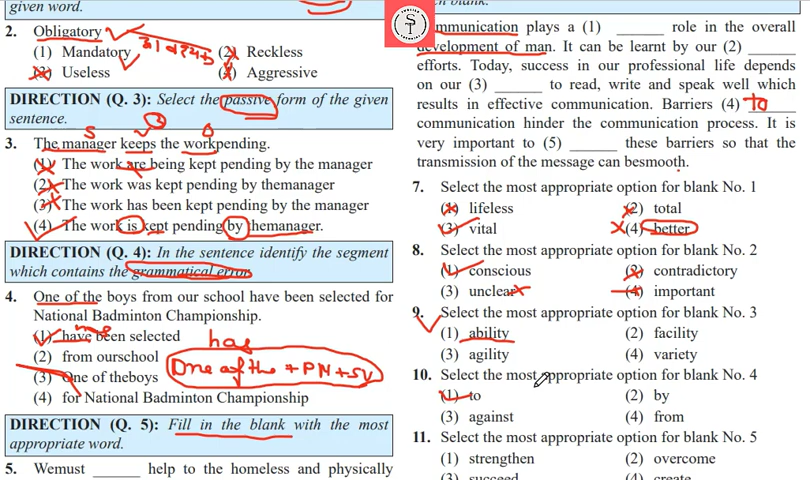 given word.
2. Obligatory
(1) Mandatory (2) Reckless
(3) Useless (4) Aggressive
DIRECTION (Q. 3): Select the passive form of the given
sentence.
S V O
3. The manager keeps the workpending.
(1) The work are being kept pending by the manager
(2) The work was kept pending by themanager
(3) The work has been kept pending by the manager
(4) The work is kept pending by themanager.
DIRECTION (Q. 4): In the sentence identify the segment
which contains the grammatical error.
4. One of the boys from our school have been selected for
National Badminton Championship.
(1) have been selected
has
(2) from ourschool
(3) One of theboys
One of the + PN + SV
(4) for National Badminton Championship
DIRECTION (Q. 5): Fill in the blank with the most
appropriate word.
5. Wemust ______ help to the homeless and physically
ST
mmunication plays a (1) ______ role in the overall
development of man. It can be learnt by our (2) ______
efforts. Today, success in our professional life depends
on our (3) ______ to read, write and speak well which
results in effective communication. Barriers (4) to
communication hinder the communication process. It is
very important to (5) ______ these barriers so that the
transmission of the message can besmooth.
7. Select the most appropriate option for blank No. 1
(1) lifeless (2) total
(3) vital (4) better
8. Select the most appropriate option for blank No. 2
(1) conscious (2) contradictory
(3) unclear (4) important
9. Select the most appropriate option for blank No. 3
(1) ability (2) facility
(3) agility (4) variety
10. Select the most appropriate option for blank No. 4
(1) to (2) by
(3) against (4) from
11. Select the most appropriate option for blank No. 5
(1) strengthen (2) overcome
(3) succeed (4) create